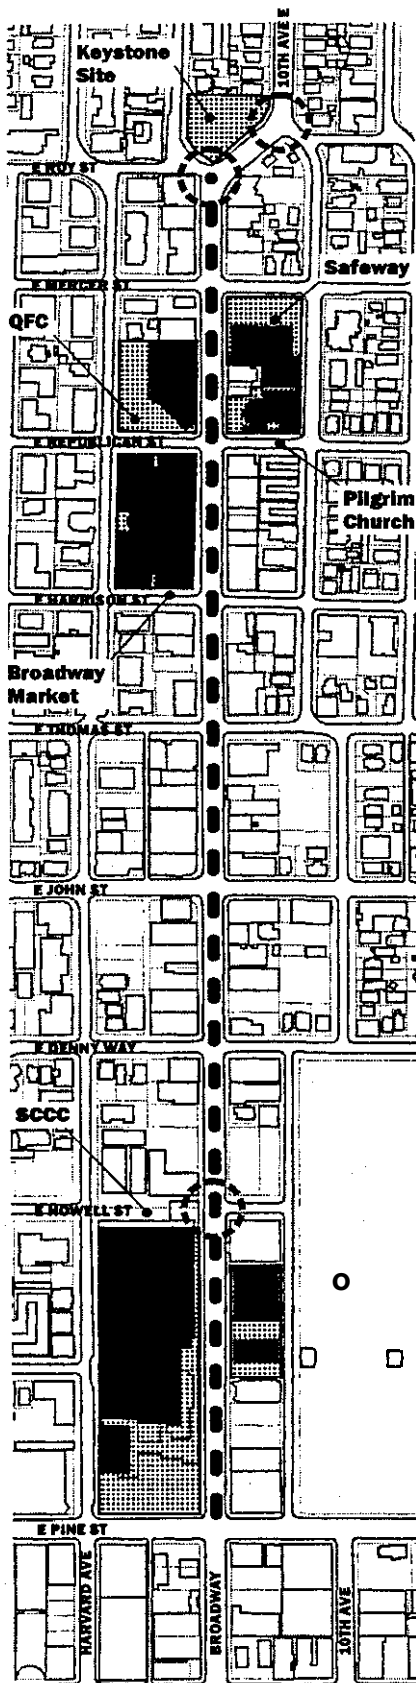 10TH AVE E
Keystone
Site
E ROY ST
Safeway
E MERCER ST
QFC
E REPUBLICAN ST
Pilgrim
Church
E HARRISON ST
Broadway
Market
E THOMAS ST
E JOHN ST
E DENNY WAY
SCCC
E HOWELL ST
E PINE ST
HARVARD AVE
BROADWAY
10TH AVE